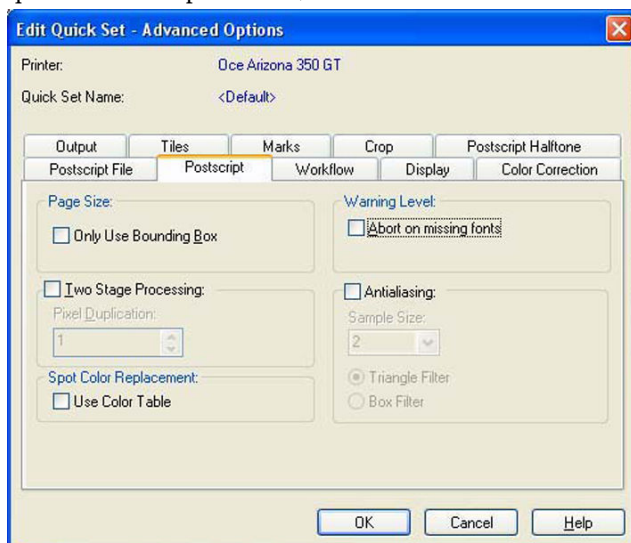 Edit Quick Set - Advanced Options
Printer: Oce Arizona 350 GT
Quick Set Name: <Default>
Output Tiles Marks Crop Postscript Halftone
Postscript File Postscript Workflow Display Color Correction
Page Size:
Only Use Bounding Box
Warning Level:
Abort on missing fonts
Two Stage Processing:
Pixel Duplication:
1
Antialiasing:
Sample Size:
2
Triangle Filter
Box Filter
Spot Color Replacement:
Use Color Table
OK Cancel Help